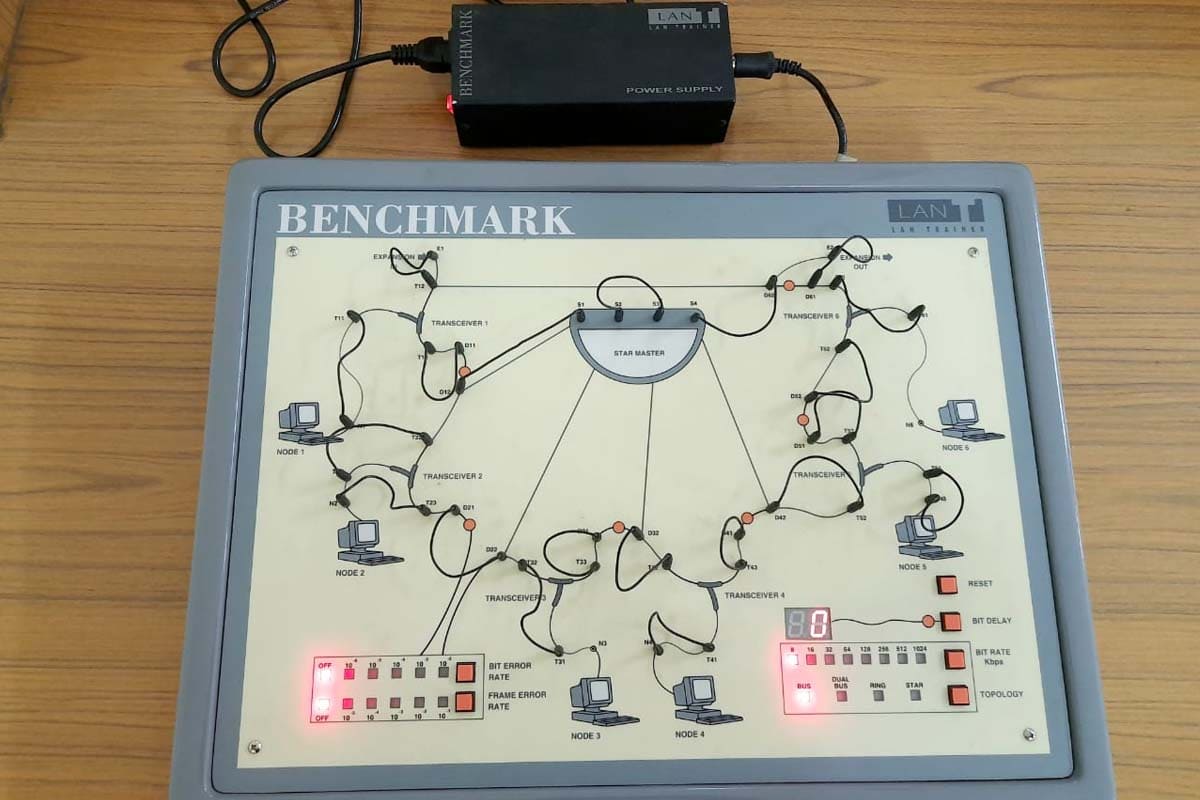 BENCHMARK
LAN T1
LAN TRAINER
POWER SUPPLY
BENCHMARK
LAN T1
LAN TRAINER
EXPANSION
E1
EXPANSION
OUT
T12
S1
S2
S3
S4
D61
T11
TRANSCEIVER 1
TRANSCEIVER 6
D11
STAR MASTER
T62
D12
D52
NODE 1
N6
NODE 6
D51
TRANSCEIVER 2
TRANSCEIVER
N2
T23
D21
D42
T52
NODE 2
D22
T32
T33
D32
T43
NODE 5
TRANSCEIVER 3
TRANSCEIVER 4
RESET
0
BIT DELAY
N3
T31
T41
NODE 3
NODE 4
OFF
BIT ERROR
RATE
FRAME ERROR
RATE
OFF
8 16 32 64 128 256 512 1024
BIT RATE
Kbps
BUS
DUAL
BUS
RING
STAR
TOPOLOGY